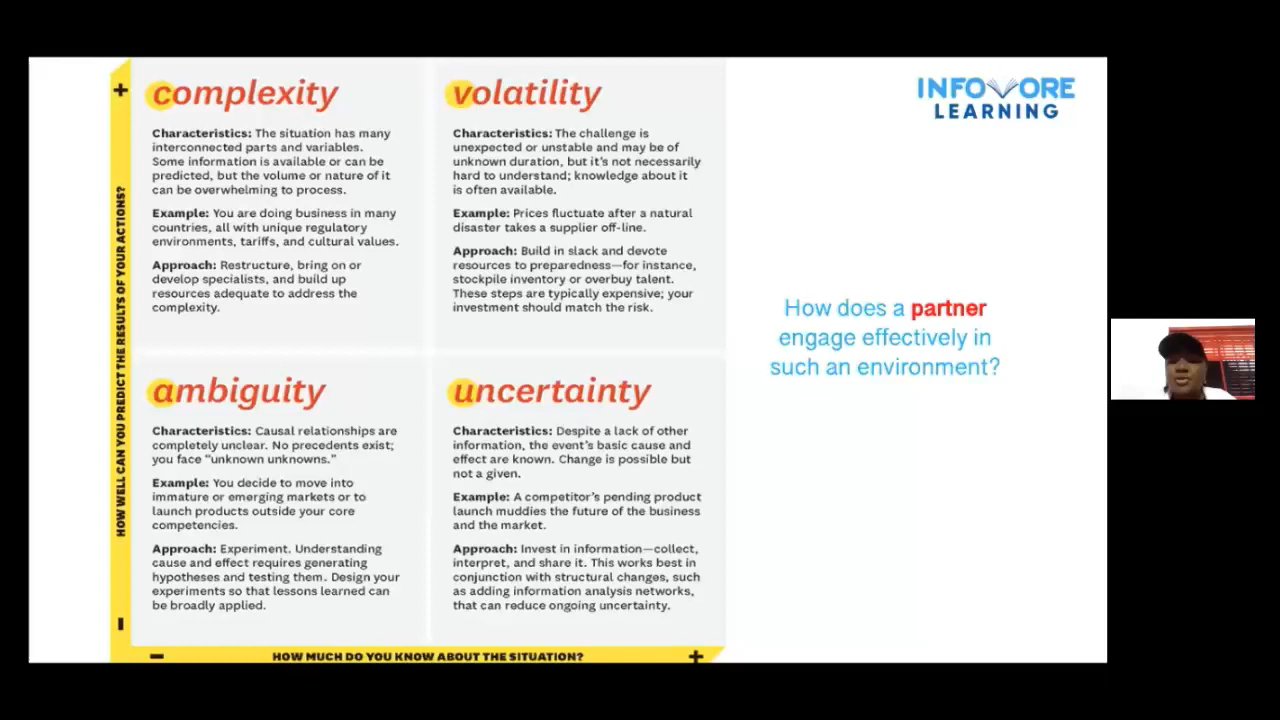 complexity
Characteristics: The situation has many
interconnected parts and variables.
Some information is available or can be
predicted, but the volume or nature of it
can be overwhelming to process.
Example: You are doing business in many
countries, all with unique regulatory
environments, tariffs, and cultural values.
Approach: Restructure, bring on or
develop specialists, and build up
resources adequate to address the
complexity.
volatility
Characteristics: The challenge is
unexpected or unstable and may be of
unknown duration, but it's not necessarily
hard to understand; knowledge about it
is often available.
Example: Prices fluctuate after a natural
disaster takes a supplier off-line.
Approach: Build in slack and devote
resources to preparedness—for instance,
stockpile inventory or overbuy talent.
These steps are typically expensive; your
investment should match the risk.
ambiguity
Characteristics: Causal relationships are
completely unclear. No precedents exist;
you face “unknown unknowns.”
Example: You decide to move into
immature or emerging markets or to
launch products outside your core
competencies.
Approach: Experiment. Understanding
cause and effect requires generating
hypotheses and testing them. Design your
experiments so that lessons learned can
be broadly applied.
uncertainty
Characteristics: Despite a lack of other
information, the event's basic cause and
effect are known. Change is possible but
not a given.
Example: A competitor's pending product
launch muddies the future of the business
and the market.
Approach: Invest in information—collect,
interpret, and share it. This works best in
conjunction with structural changes, such
as adding information analysis networks,
that can reduce ongoing uncertainty.
+
HOW WELL CAN YOU PREDICT THE RESULTS OF YOUR ACTIONS?
–
– HOW MUCH DO YOU KNOW ABOUT THE SITUATION? +
INFOVORE
LEARNING
How does a partner
engage effectively in
such an environment?